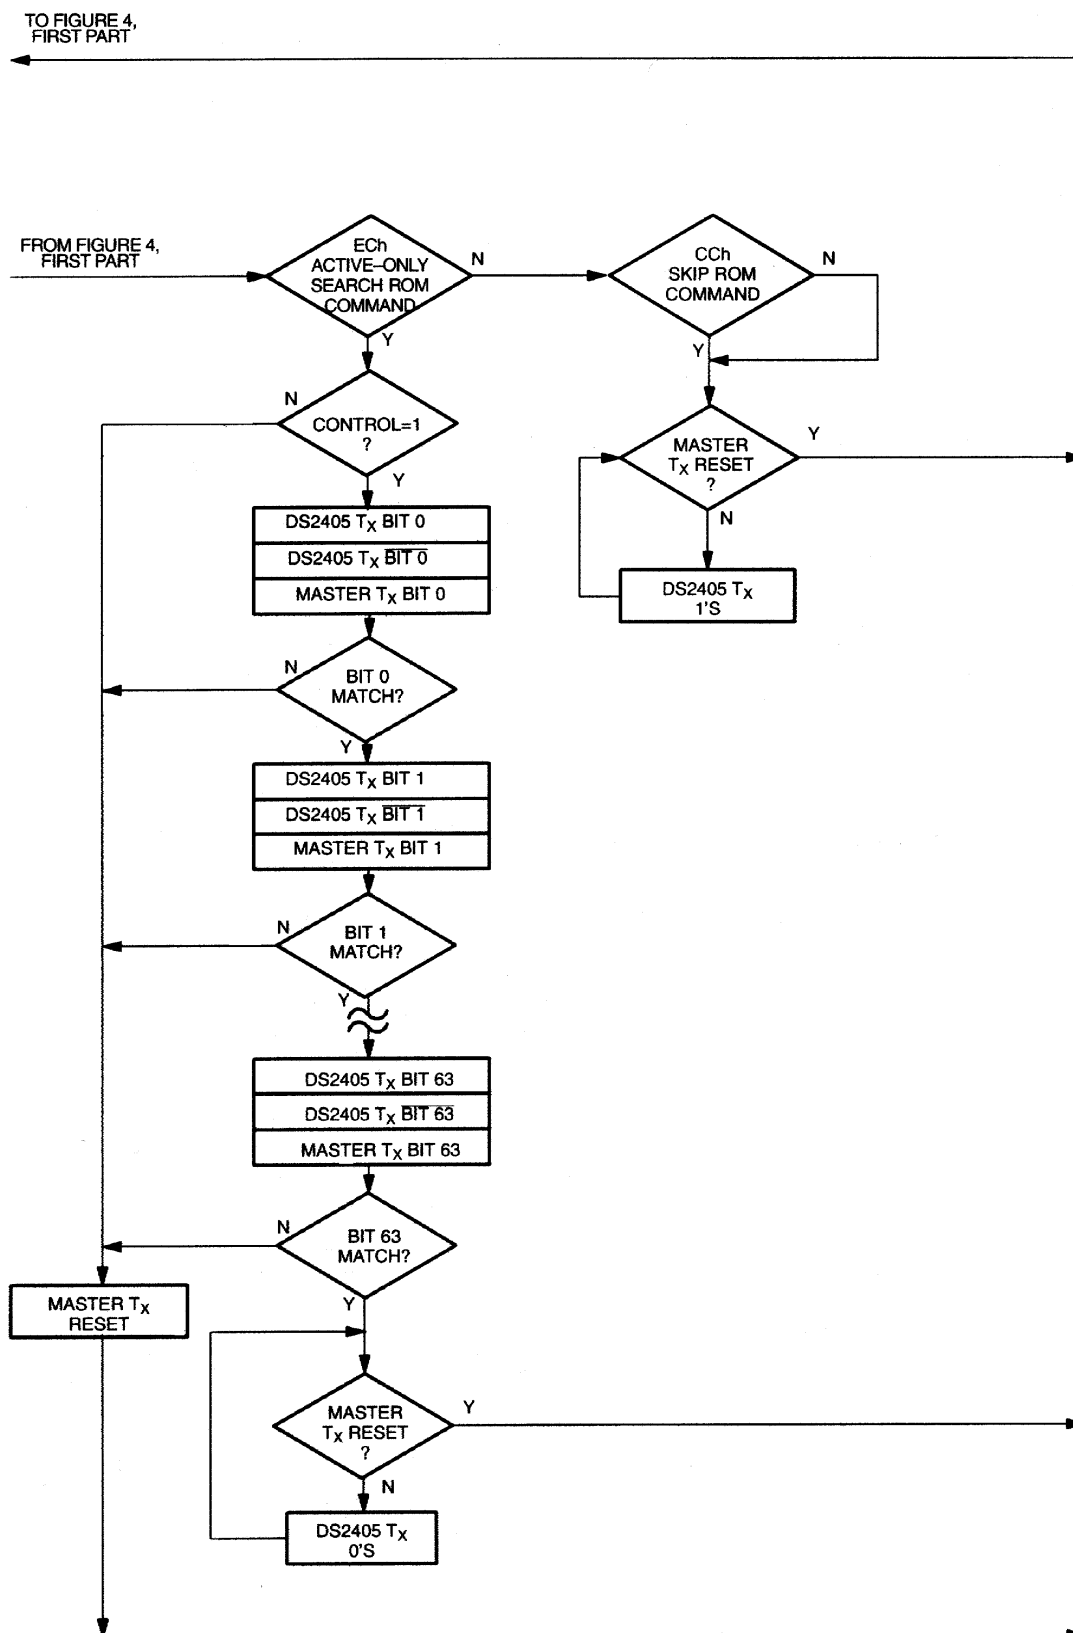 TO FIGURE 4,
FIRST PART
FROM FIGURE 4,
FIRST PART
ECh
ACTIVE–ONLY
SEARCH ROM
COMMAND
N
Y
CCh
SKIP ROM
COMMAND
N
Y
N
CONTROL=1
?
Y
MASTER
TX RESET
?
Y
N
DS2405 TX
1'S
DS2405 TX BIT 0
DS2405 TX BIT 0
MASTER TX BIT 0
N
BIT 0
MATCH?
Y
DS2405 TX BIT 1
DS2405 TX BIT 1
MASTER TX BIT 1
N
BIT 1
MATCH?
Y
DS2405 TX BIT 63
DS2405 TX BIT 63
MASTER TX BIT 63
N
BIT 63
MATCH?
Y
MASTER TX
RESET
MASTER
TX RESET
?
Y
N
DS2405 TX
0'S